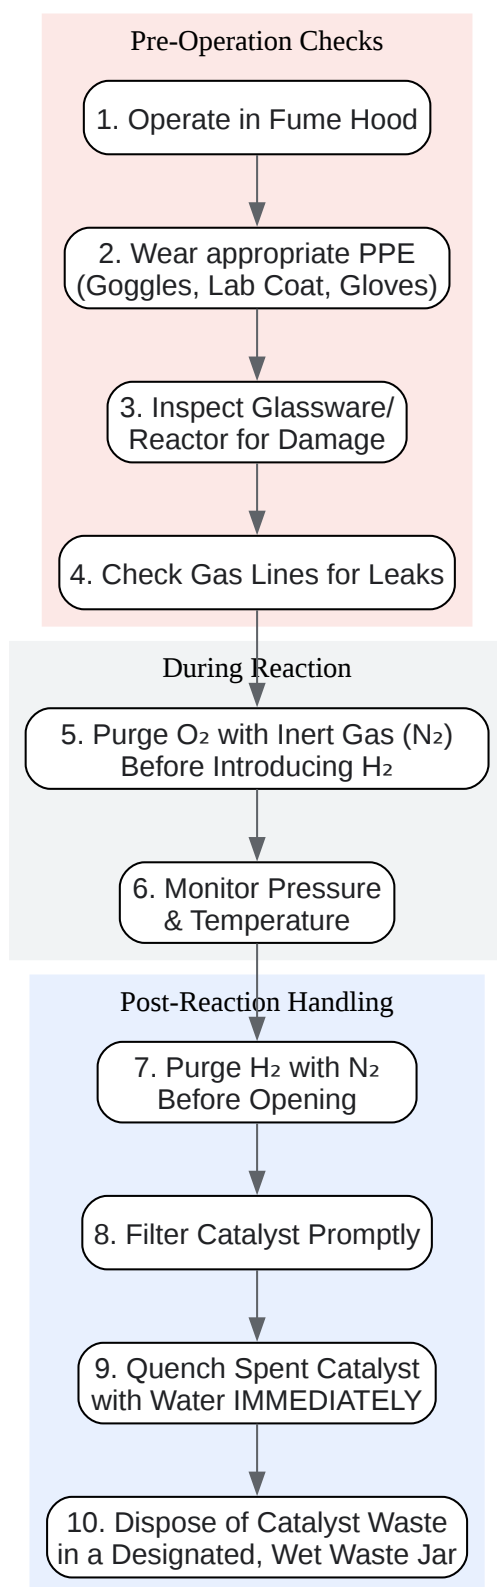 Pre-Operation Checks
1. Operate in Fume Hood
2. Wear appropriate PPE
(Goggles, Lab Coat, Gloves)
3. Inspect Glassware/
Reactor for Damage
4. Check Gas Lines for Leaks
During Reaction
5. Purge O₂ with Inert Gas (N₂)
Before Introducing H₂
6. Monitor Pressure
& Temperature
Post-Reaction Handling
7. Purge H₂ with N₂
Before Opening
8. Filter Catalyst Promptly
9. Quench Spent Catalyst
with Water IMMEDIATELY
10. Dispose of Catalyst Waste
in a Designated, Wet Waste Jar